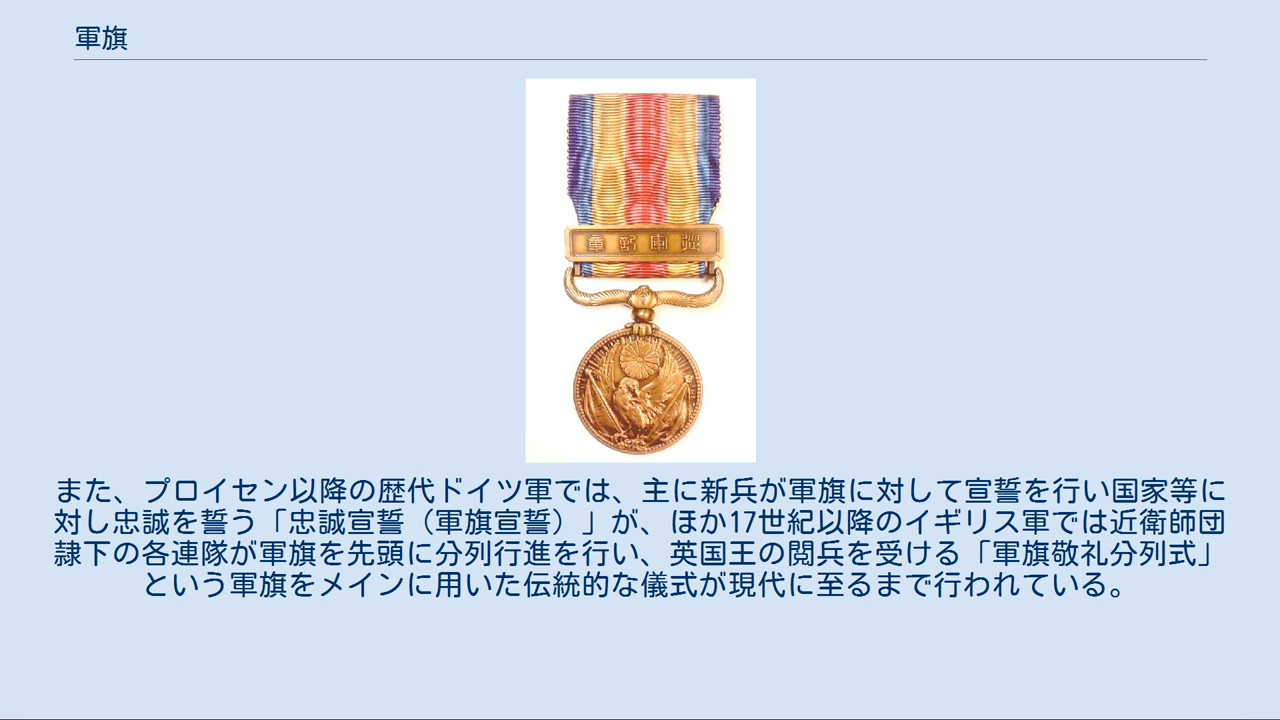 軍旗
また、プロイセン以降の歴代ドイツ軍では、主に新兵が軍旗に対して宣誓を行い国家等に
対し忠誠を誓う「忠誠宣誓（軍旗宣誓）」が、ほか17世紀以降のイギリス軍では近衛師団
隷下の各連隊が軍旗を先頭に分列行進を行い、英国王の閲兵を受ける「軍旗敬礼分列式」
という軍旗をメインに用いた伝統的な儀式が現代に至るまで行われている。